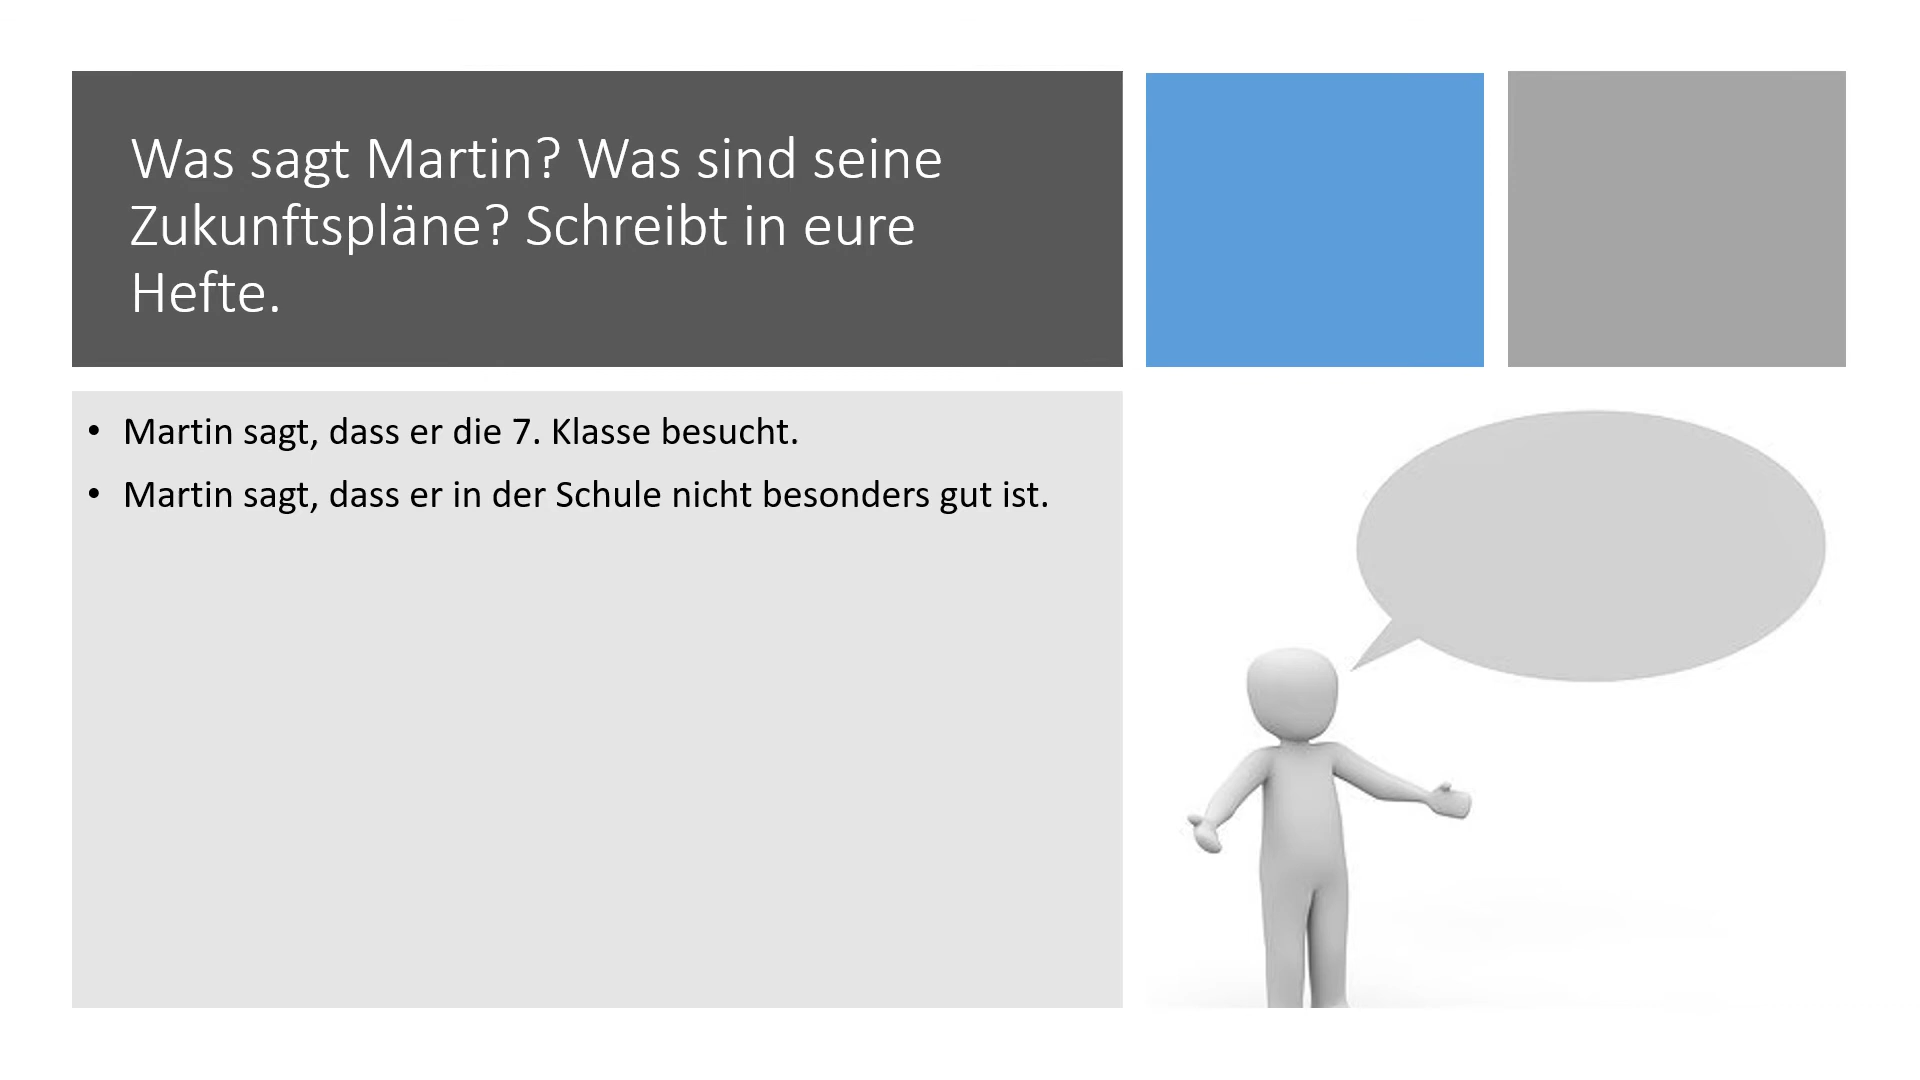 Was sagt Martin? Was sind seine
Zukunftspläne? Schreibt in eure
Hefte.
• Martin sagt, dass er die 7. Klasse besucht.
• Martin sagt, dass er in der Schule nicht besonders gut ist.